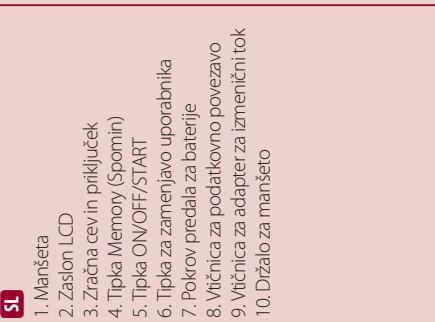 SL
1. Manšeta
2. Zaslon LCD
3. Zračna cev in priključek
4. Tipka Memory (Spomin)
5. Tipka ON/OFF/START
6. Tipka za zamenjavo uporabnika
7. Pokrov predala za baterije
8. Vtičnica za podatkovno povezavo
9. Vtičnica za adapter za izmenični tok
10. Držalo za manšeto